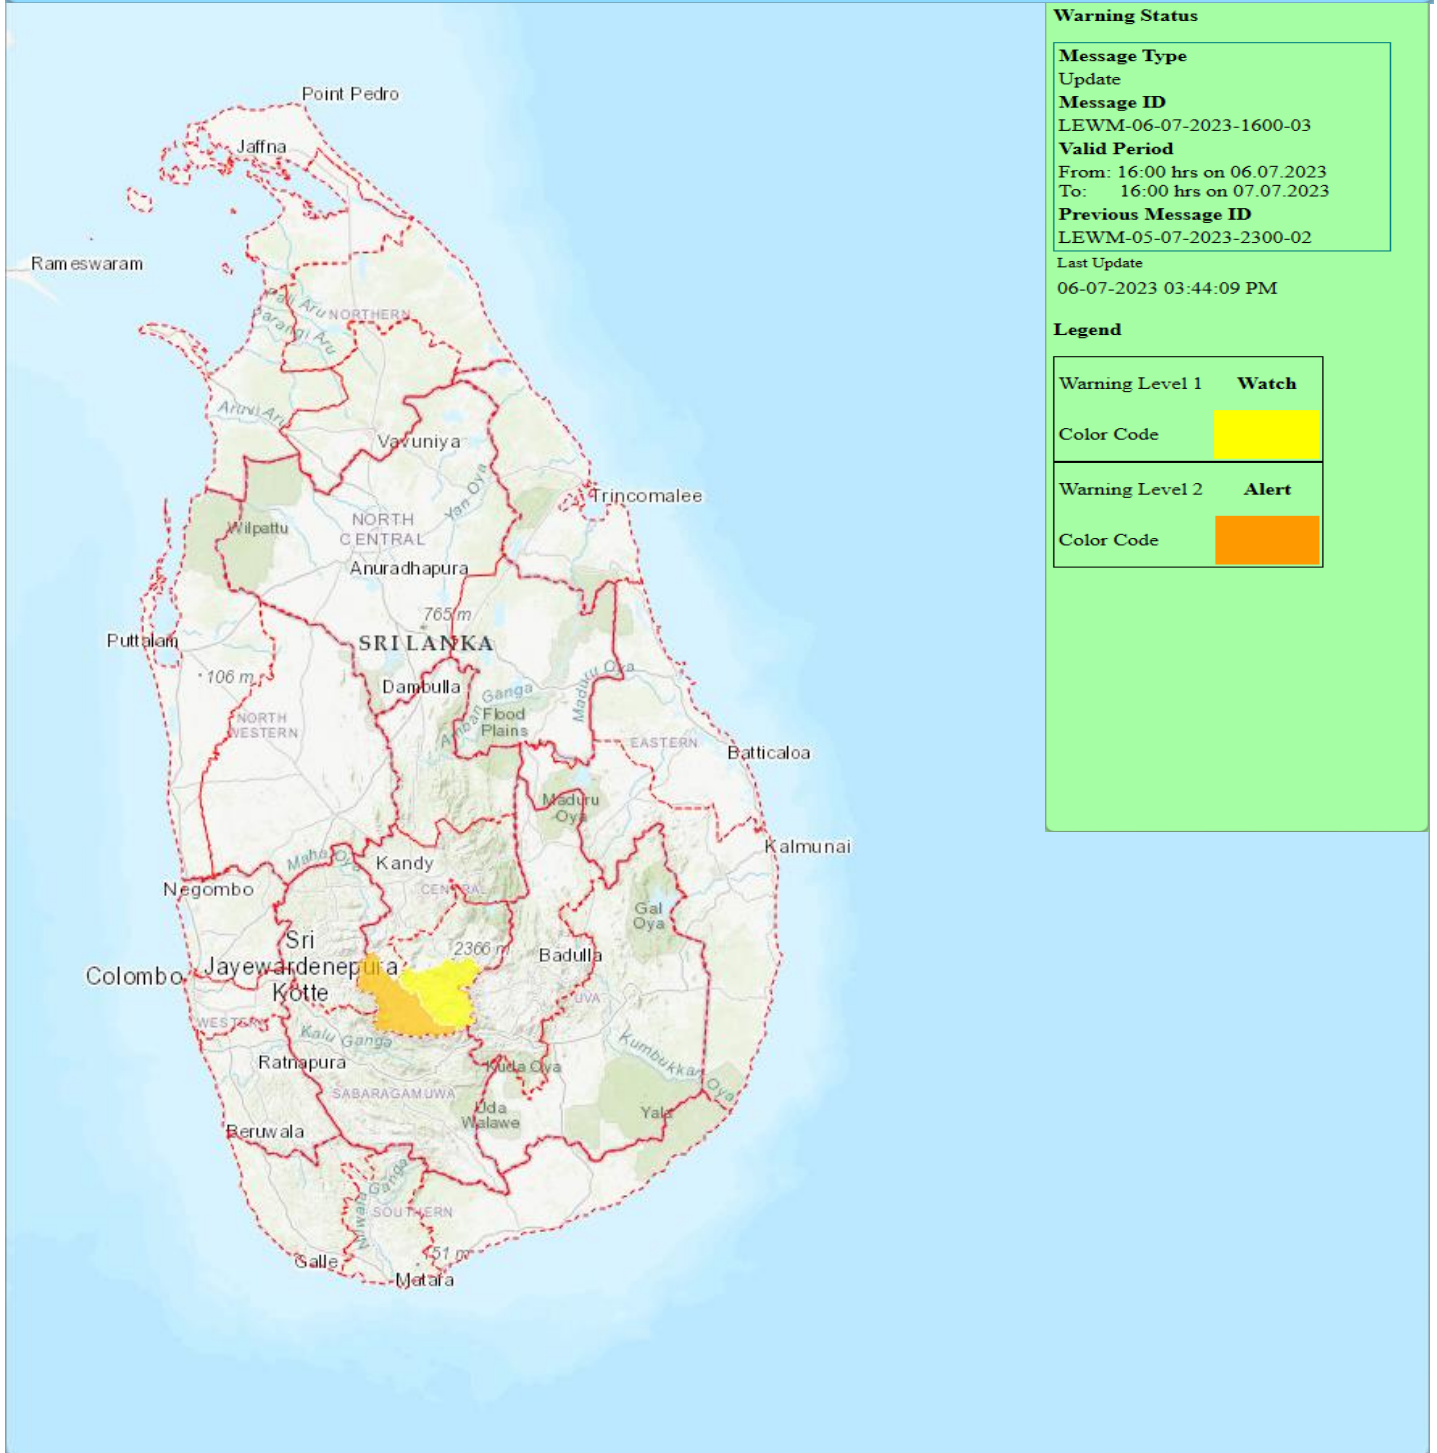 Warning Status
Message Type
Update
Message ID
LEWM-06-07-2023-1600-03
Valid Period
From: 16:00 hrs on 06.07.2023
To: 16:00 hrs on 07.07.2023
Previous Message ID
LEWM-05-07-2023-2300-02
Last Update
06-07-2023 03:44:09 PM
Legend
Warning Level 1 Watch
Color Code
Warning Level 2 Alert
Color Code
Point Pedro
Jaffna
Rameswaram
Pali Aru
NORTHERN
Parangi Aru
Aruvi Aru
Vavuniya
Yan Oya
Trincomalee
Wilpattu
NORTH
CENTRAL
Anuradhapura
765 m
Puttalam
SRI LANKA
106 m
Dambulla
Maduru Oya
Amban Ganga
NORTH
WESTERN
Flood
Plains
EASTERN
Batticaloa
Maduru
Oya
Kalmunai
Maha Oya
Kandy
Negombo
CENTRAL
Gal
Oya
Sri
Jayewardenepura
Kotte
2366 m
Badulla
Colombo
UVA
WESTERN
Kalu Ganga
Kumbukkan Oya
Ratnapura
Kuda Oya
SABARAGAMUWA
Uda
Walawe
Yala
Beruwala
Nilwala Ganga
SOUTHERN
151 m
Galle
Matara